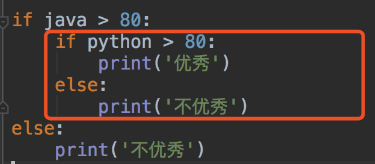 if java > 80:
    if python > 80:
        print('优秀')
    else:
        print('不优秀')
else:
    print('不优秀')